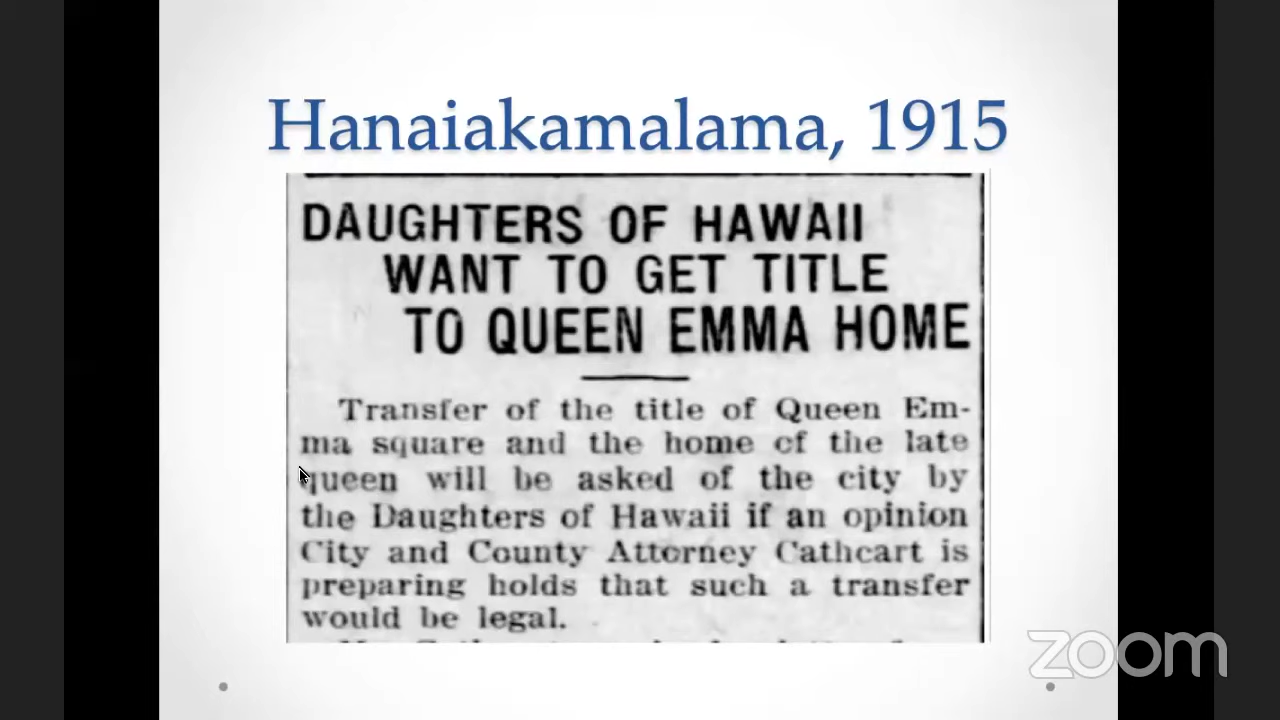 Hanaiakamalama, 1915
DAUGHTERS OF HAWAII
WANT TO GET TITLE
TO QUEEN EMMA HOME
Transfer of the title of Queen Em-
ma square and the home of the late
queen will be asked of the city by
the Daughters of Hawaii if an opinion
City and County Attorney Cathcart is
preparing holds that such a transfer
would be legal.
zoom